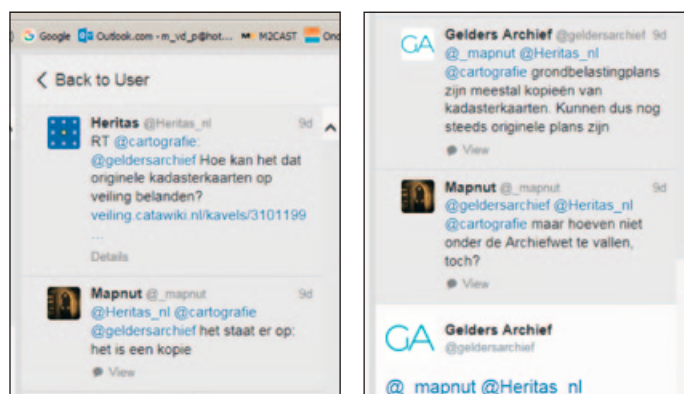 Google Outlook.com - m_vd_p@hot... M2CAST
Back to User
Heritas @Heritas_nl 9d
RT @cartografie:
@geldersarchief Hoe kan het dat
originele kadasterkaarten op
veiling belanden?
veiling.catawiki.nl/kavels/3101199
...
Details
Mapnut @_mapnut 9d
@Heritas_nl @cartografie
@geldersarchief het staat er op:
het is een kopie
View
GA
Gelders Archief @geldersarchief 9d
@_mapnut @Heritas_nl
@cartografie grondbelastingplans
zijn meestal kopieën van
kadasterkaarten. Kunnen dus nog
steeds originele plans zijn
View
Mapnut @_mapnut 9d
@geldersarchief @Heritas_nl
@cartografie maar hoeven niet
onder de Archiefwet te vallen,
toch?
View
GA
Gelders Archief
@geldersarchief
@_mapnut @Heritas_nl